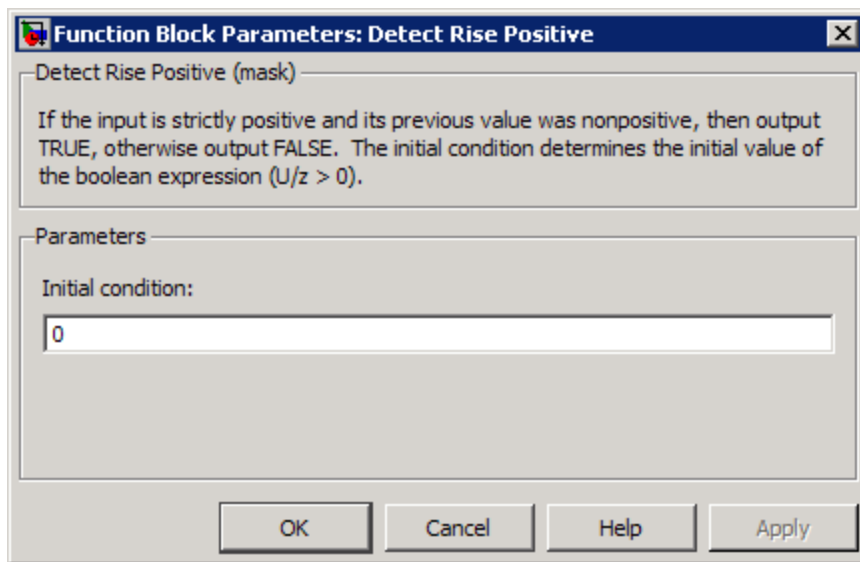 Function Block Parameters: Detect Rise Positive
Detect Rise Positive (mask)
If the input is strictly positive and its previous value was nonpositive, then output
TRUE, otherwise output FALSE.  The initial condition determines the initial value of
the boolean expression (U/z > 0).
Parameters
Initial condition:
0
OK
Cancel
Help
Apply